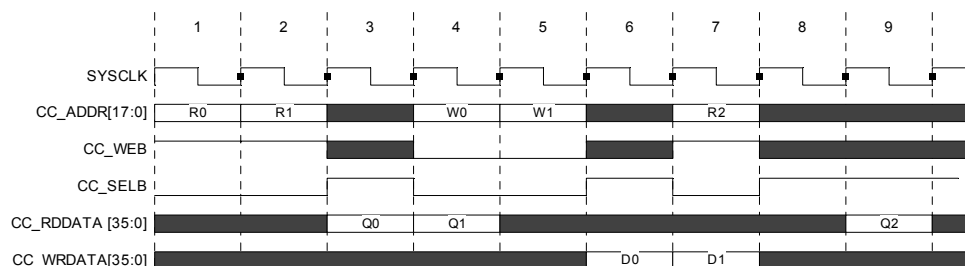 1 2 3 4 5 6 7 8 9
SYSCLK
CC_ADDR[17:0] R0 R1 W0 W1 R2
CC_WEB
CC_SELB
CC_RDDATA [35:0] Q0 Q1 Q2
CC_WRDATA[35:0] D0 D1